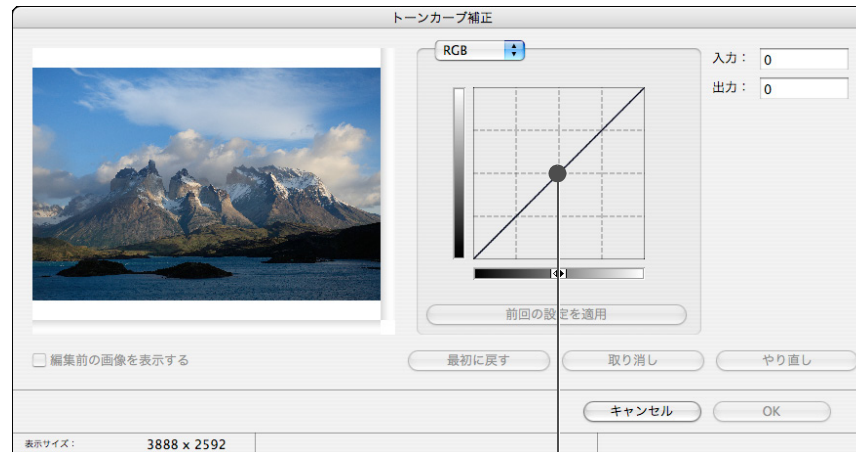 トーンカーブ補正
RGB
入力： 0
出力： 0
前回の設定を適用
編集前の画像を表示する
最初に戻す
取り消し
やり直し
キャンセル
OK
表示サイズ： 3888 x 2592